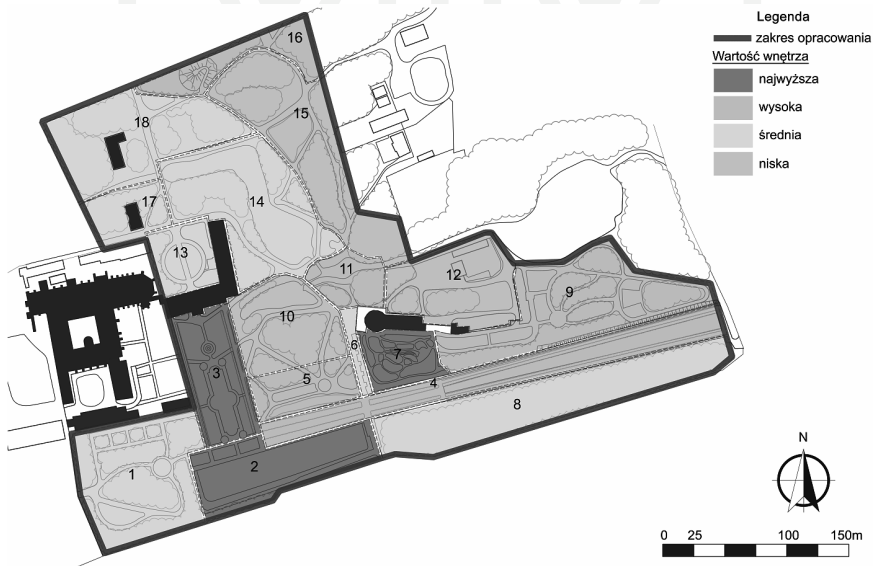 Legenda
zakres opracowania
Wartość wnętrza
najwyższa
wysoka
średnia
niska
16
15
18
17
14
13
11
12
9
10
6
7
3
5
4
8
2
1
N
0 25 100 150m